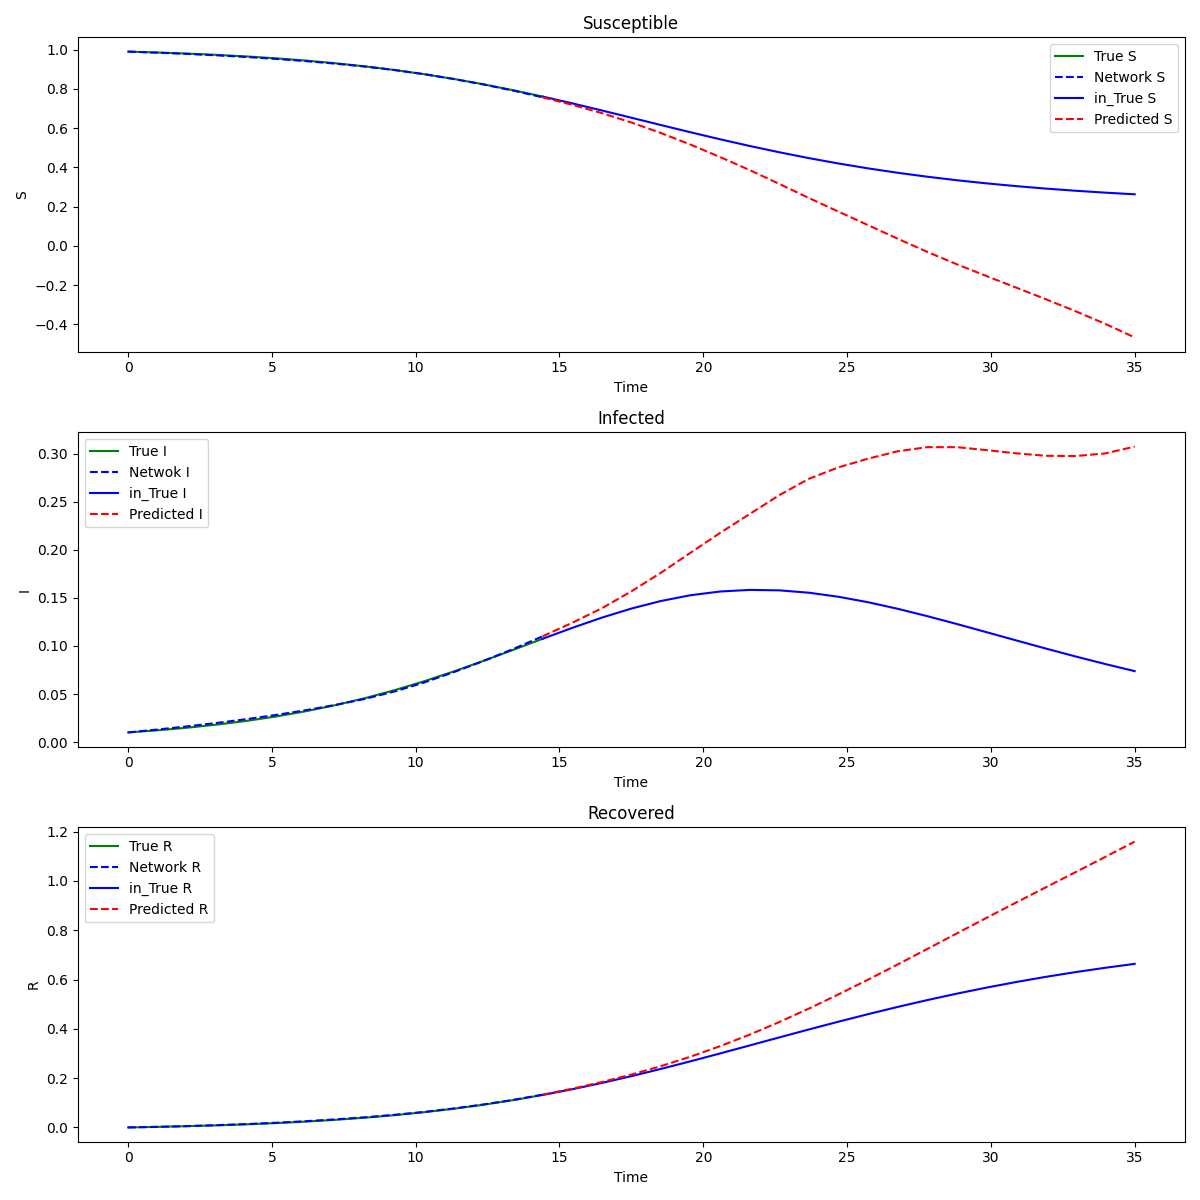 Susceptible
1.0
0.8
0.6
0.4
0.2
0.0
−0.2
−0.4
S
True S
Network S
in_True S
Predicted S
0 5 10 15 20 25 30 35
Time
Infected
0.30
0.25
0.20
0.15
0.10
0.05
0.00
I
True I
Netwok I
in_True I
Predicted I
0 5 10 15 20 25 30 35
Time
Recovered
1.2
1.0
0.8
0.6
0.4
0.2
0.0
R
True R
Network R
in_True R
Predicted R
0 5 10 15 20 25 30 35
Time